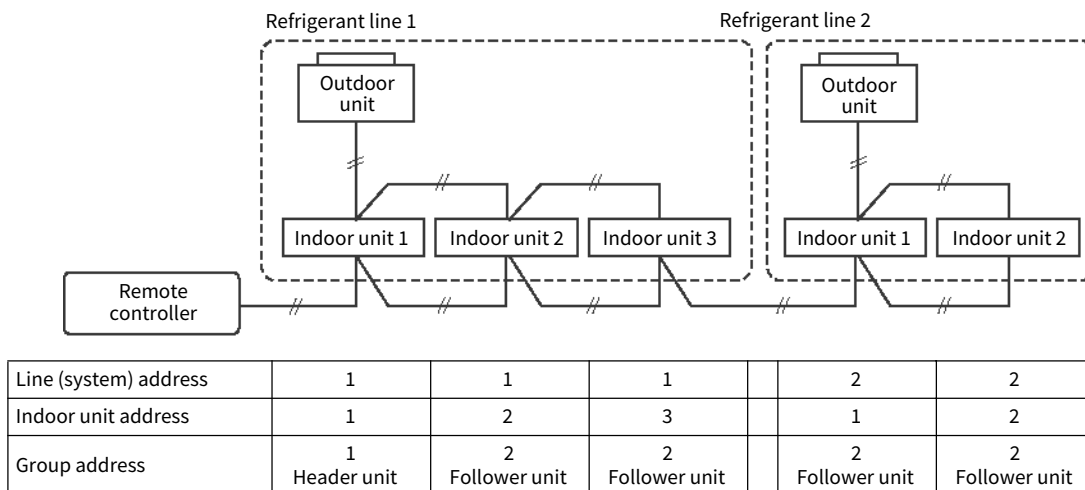 Refrigerant line 1
Refrigerant line 2
Outdoor
unit
Outdoor
unit
Indoor unit 1
Indoor unit 2
Indoor unit 3
Indoor unit 1
Indoor unit 2
Remote
controller
Line (system) address 1 1 1 2 2
Indoor unit address 1 2 3 1 2
Group address 1 2 2 2 2
Header unit Follower unit Follower unit Follower unit Follower unit